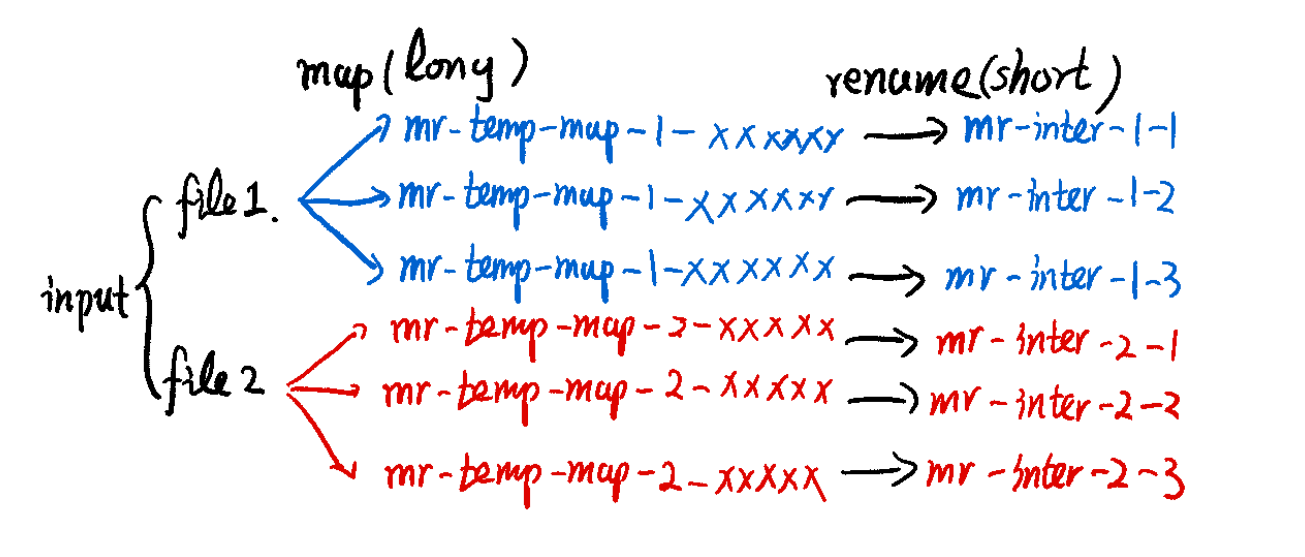 map(long) rename(short)
mr-temp-map-1-xxxxxx mr-inter-1-1
file1. mr-temp-map-1-xxxxxx mr-inter-1-2
mr-temp-map-1-xxxxxx mr-inter-1-3
input
mr-temp-map-2-xxxxx mr-inter-2-1
file2 mr-temp-map-2-xxxxx mr-inter-2-2
mr-temp-map-2-xxxxx mr-inter-2-3